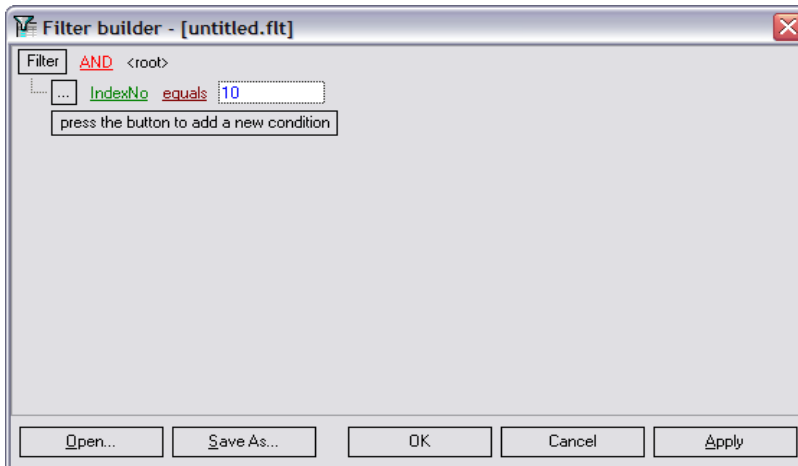 Filter builder - [untitled.flt]
Filter AND <root>
... IndexNo equals 10
press the button to add a new condition
Open... Save As... OK Cancel Apply